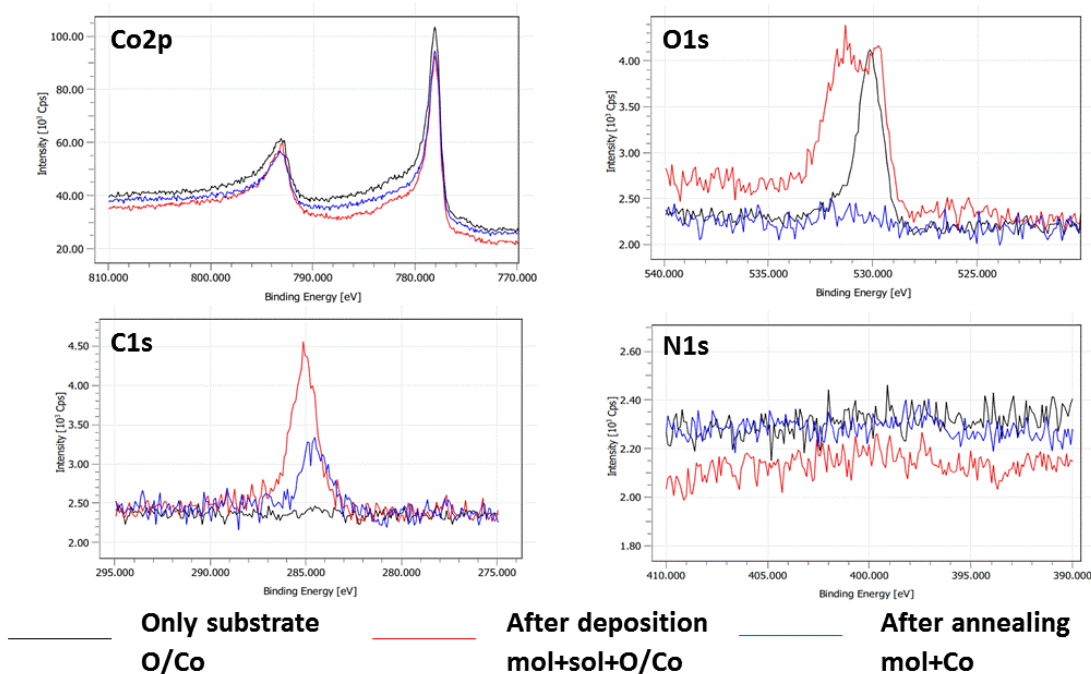 Co2p
Intensity [10³ Cps]
100.00
80.00
60.00
40.00
20.00
810.000 800.000 790.000 780.000 770.000
Binding Energy [eV]
O1s
Intensity [10³ Cps]
4.00
3.50
3.00
2.50
2.00
540.000 535.000 530.000 525.000
Binding Energy [eV]
C1s
Intensity [10³ Cps]
4.50
4.00
3.50
3.00
2.50
2.00
295.000 290.000 285.000 280.000 275.000
Binding Energy [eV]
N1s
Intensity [10³ Cps]
2.60
2.40
2.20
2.00
1.80
410.000 405.000 400.000 395.000 390.000
Binding Energy [eV]
Only substrate
O/Co
After deposition
mol+sol+O/Co
After annealing
mol+Co